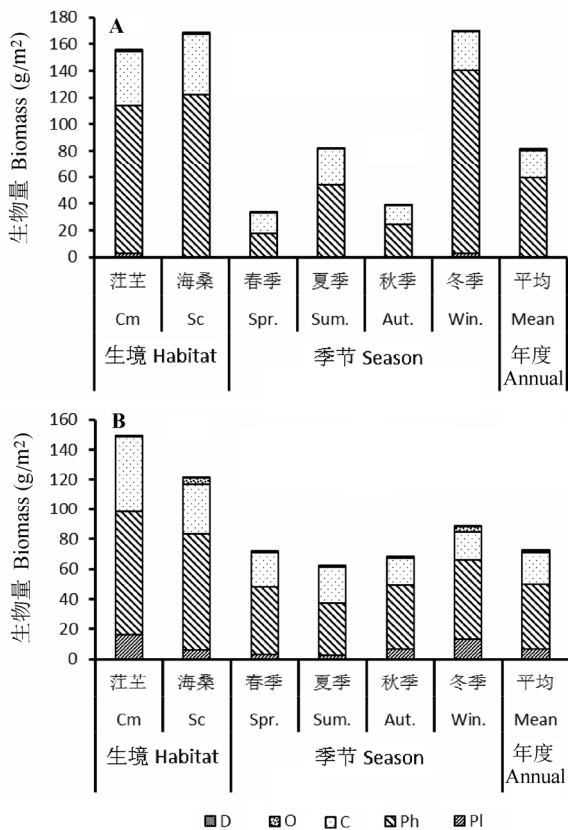 A
生物量 Biomass (g/m²)
180
160
140
120
100
80
60
40
20
0
茳芏 海桑 春季 夏季 秋季 冬季 平均
Cm Sc Spr. Sum. Aut. Win. Mean
生境 Habitat 季节 Season 年度
Annual
B
生物量 Biomass (g/m²)
160
140
120
100
80
60
40
20
0
茳芏 海桑 春季 夏季 秋季 冬季 平均
Cm Sc Spr. Sum. Aut. Win. Mean
生境 Habitat 季节 Season 年度
Annual
D O C Ph Pl